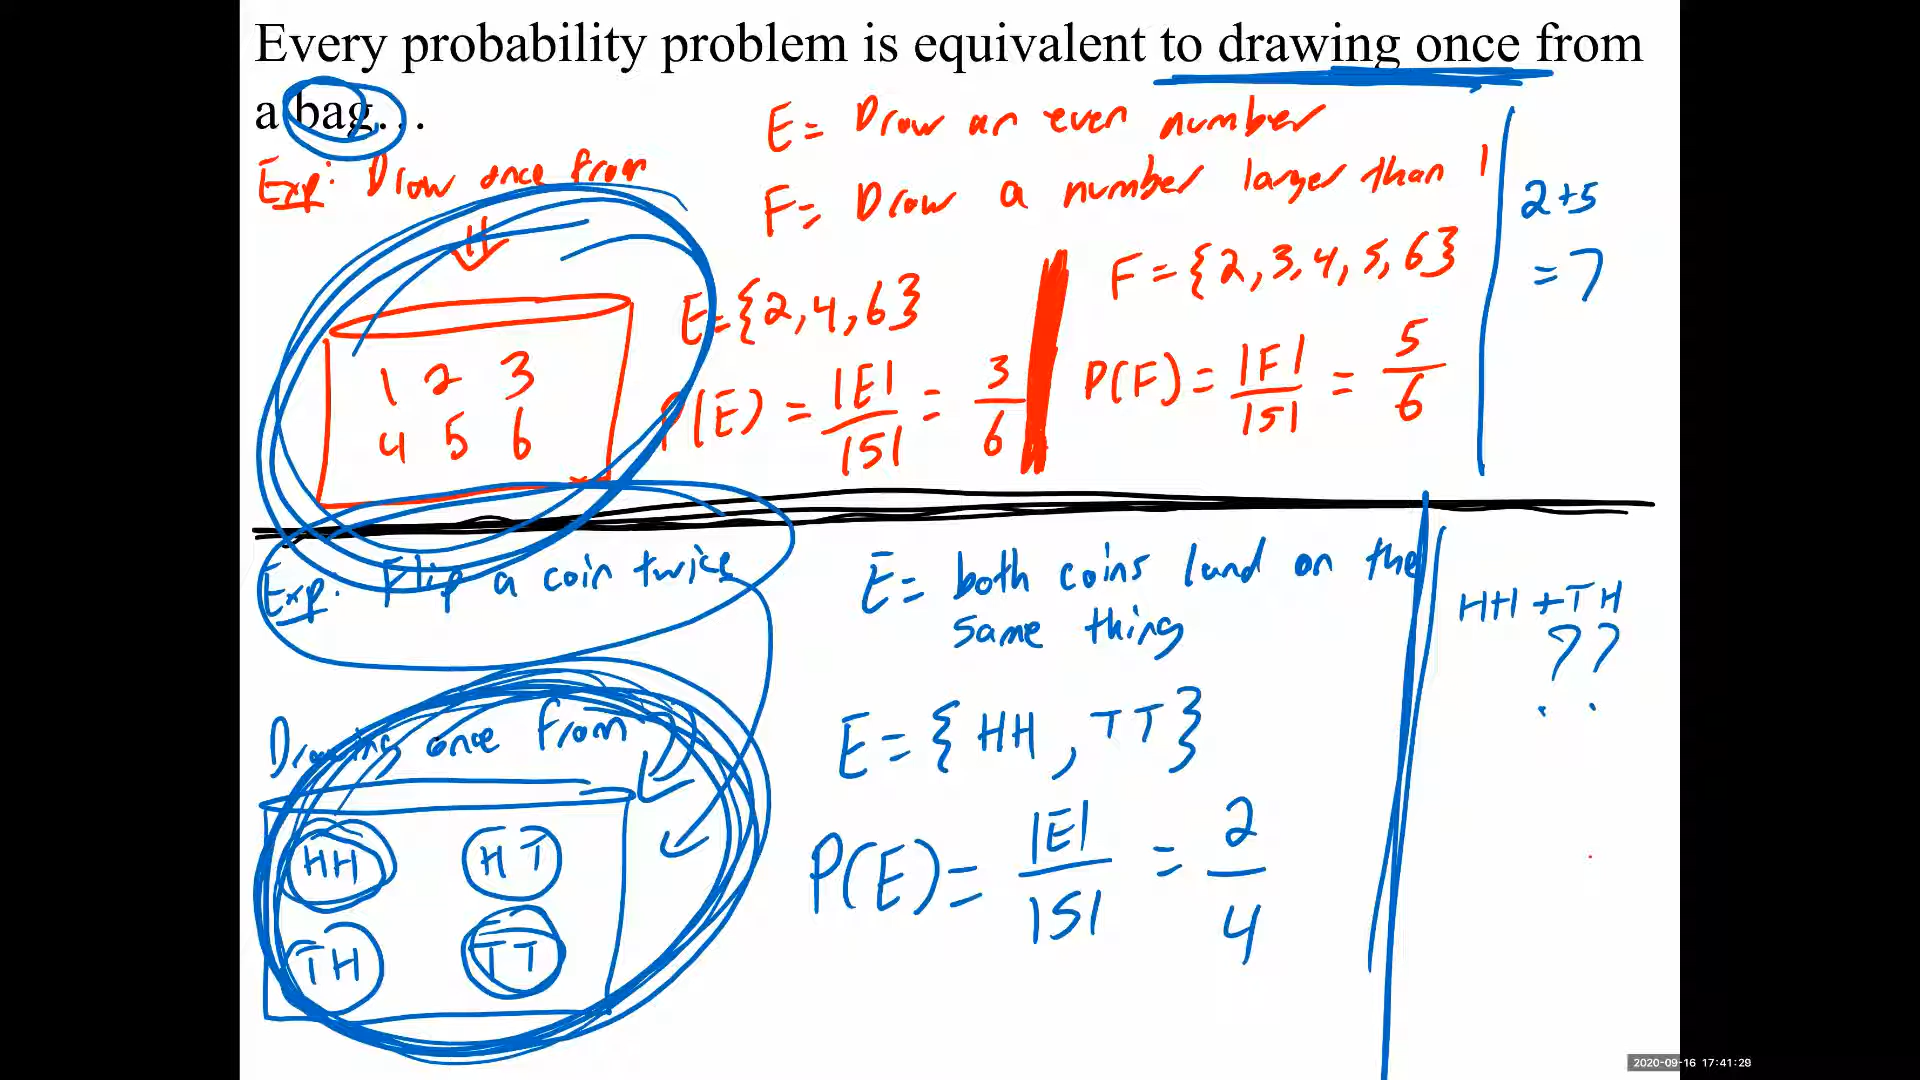 Every probability problem is equivalent to drawing once from
a bag…
Exp: Draw once from
1 2 3
4 5 6
E = Draw an even number
F = Draw a number larger than 1
E = {2, 4, 6}
P(E) = |E| / |S| = 3 / 6
F = {2, 3, 4, 5, 6}
P(F) = |F| / |S| = 5 / 6
2 + 5
= 7
Exp: Flip a coin twice
Drawing once from
HH HT
TH TT
E = both coins land on the
same thing
E = {HH, TT}
P(E) = |E| / |S| = 2 / 4
HH + TH
??
2020-09-16 17:41:29